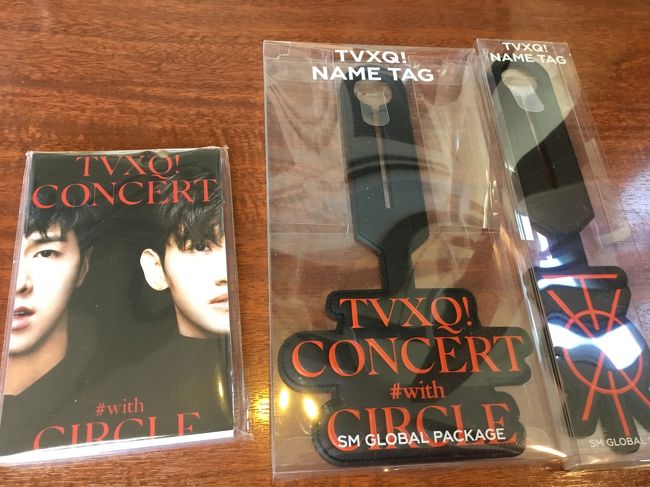 TVXQ!
CONCERT
#with
CIRCLE
TVXQ!
NAME TAG
TVXQ!
CONCERT
#with
CIRCLE
SM GLOBAL PACKAGE
TVXQ!
NAME TAG
SM GLOBAL